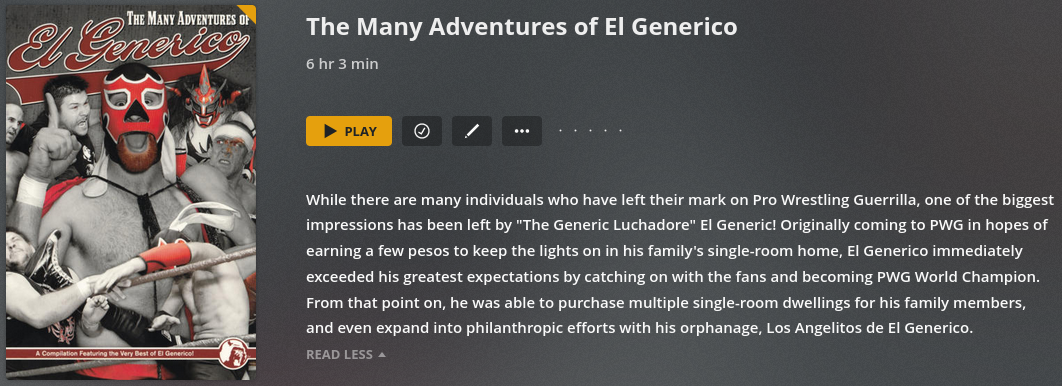 THE MANY ADVENTURES OF
El Generico
A COMPILATION FEATURING THE VERY BEST OF EL GENERICO!
The Many Adventures of El Generico
6 hr 3 min
PLAY
While there are many individuals who have left their mark on Pro Wrestling Guerrilla, one of the biggest
impressions has been left by "The Generic Luchadore" El Generic! Originally coming to PWG in hopes of
earning a few pesos to keep the lights on in his family's single-room home, El Generico immediately
exceeded his greatest expectations by catching on with the fans and becoming PWG World Champion.
From that point on, he was able to purchase multiple single-room dwellings for his family members,
and even expand into philanthropic efforts with his orphanage, Los Angelitos de El Generico.
READ LESS